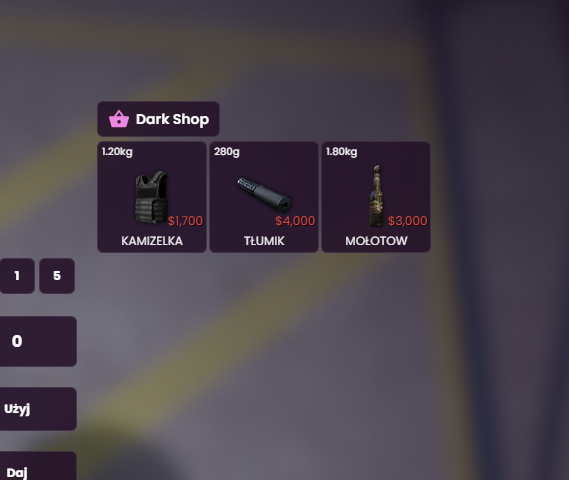 Dark Shop
1.20kg
$1,700
KAMIZELKA
280g
$4,000
TŁUMIK
1.80kg
$3,000
MOŁOTOW
1
5
0
Użyj
Daj